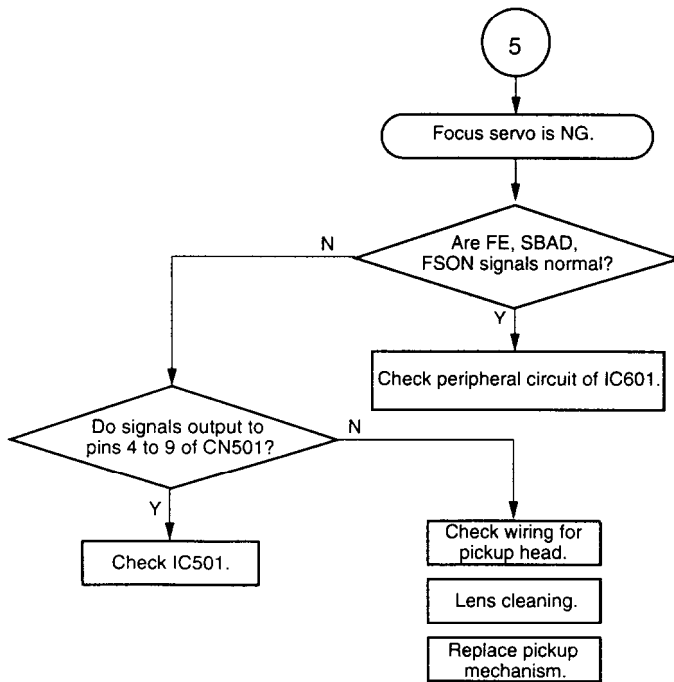 5
Focus servo is NG.
Are FE, SBAD,
FSON signals normal?
N
Y
Check peripheral circuit of IC601.
Do signals output to
pins 4 to 9 of CN501?
N
Y
Check IC501.
Check wiring for
pickup head.
Lens cleaning.
Replace pickup
mechanism.